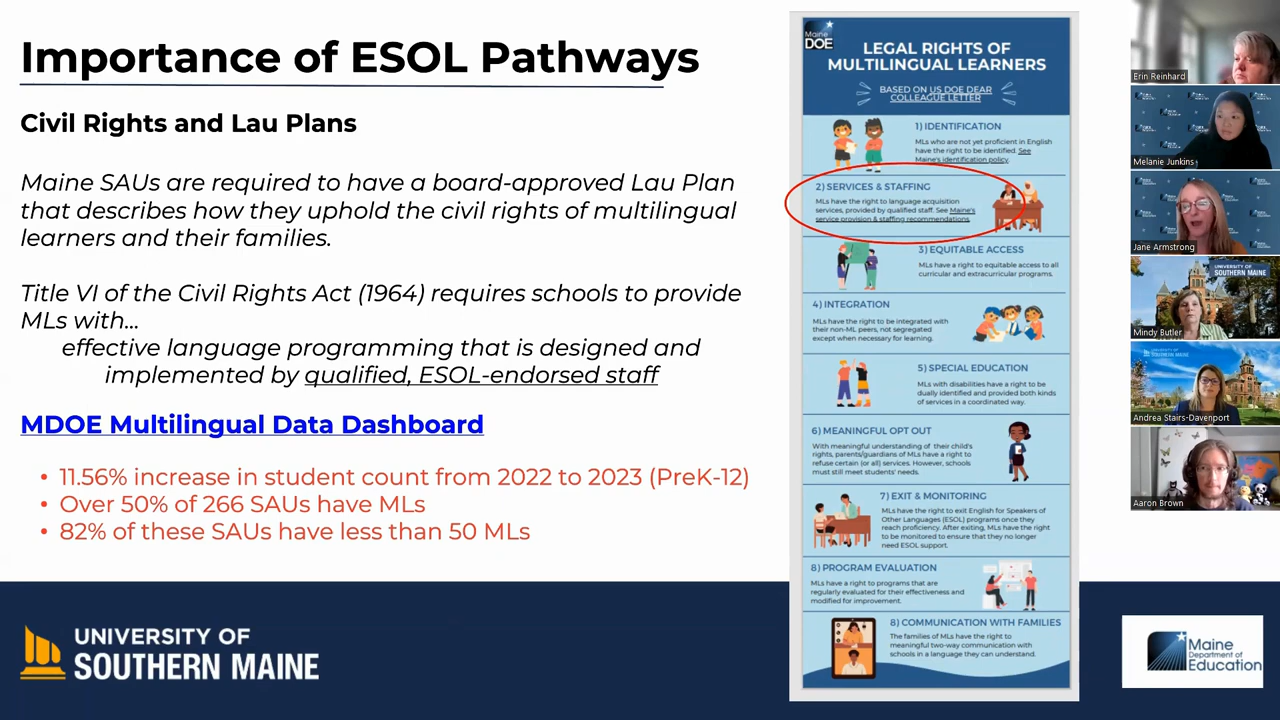 Importance of ESOL Pathways
Civil Rights and Lau Plans
Maine SAUs are required to have a board-approved Lau Plan
that describes how they uphold the civil rights of multilingual
learners and their families.
Title VI of the Civil Rights Act (1964) requires schools to provide
MLs with...
effective language programming that is designed and
implemented by qualified, ESOL-endorsed staff
MDOE Multilingual Data Dashboard
• 11.56% increase in student count from 2022 to 2023 (PreK-12)
• Over 50% of 266 SAUs have MLs
• 82% of these SAUs have less than 50 MLs
UNIVERSITY OF
SOUTHERN MAINE
Maine
DOE
LEGAL RIGHTS OF
MULTILINGUAL LEARNERS
BASED ON US DOE DEAR
COLLEAGUE LETTER
1) IDENTIFICATION
MLs who are not yet proficient in English
have the right to be identified. See
Maine's identification policy.
2) SERVICES & STAFFING
MLs have the right to language acquisition
services, provided by qualified staff. See Maine's
service provision & staffing recommendations.
3) EQUITABLE ACCESS
MLs have a right to equitable access to all
curricular and extracurricular programs.
4) INTEGRATION
MLs have the right to be integrated with
their non-ML peers, not segregated
except when necessary for learning.
5) SPECIAL EDUCATION
MLs with disabilities have a right to be
dually identified and provided both kinds
of services in a coordinated way.
6) MEANINGFUL OPT OUT
With meaningful understanding of their child's
rights, parents/guardians of MLs have a right to
refuse certain (or all) services. However, schools
must still meet students' needs.
7) EXIT & MONITORING
MLs have the right to exit English for Speakers of
Other Languages (ESOL) programs once they
reach proficiency. After exiting, MLs have the right
to be monitored to ensure that they no longer
need ESOL support.
8) PROGRAM EVALUATION
MLs have a right to programs that are
regularly evaluated for their effectiveness and
modified for improvement.
8) COMMUNICATION WITH FAMILIES
The families of MLs have the right to
meaningful two-way communication with
schools in a language they can understand.
Erin Reinhard
Melanie Junkins
Jane Armstrong
UNIVERSITY OF
SOUTHERN MAINE
Mindy Butler
UNIVERSITY OF
SOUTHERN MAINE
Andrea Stairs-Davenport
Aaron Brown
Maine
Department of
Education